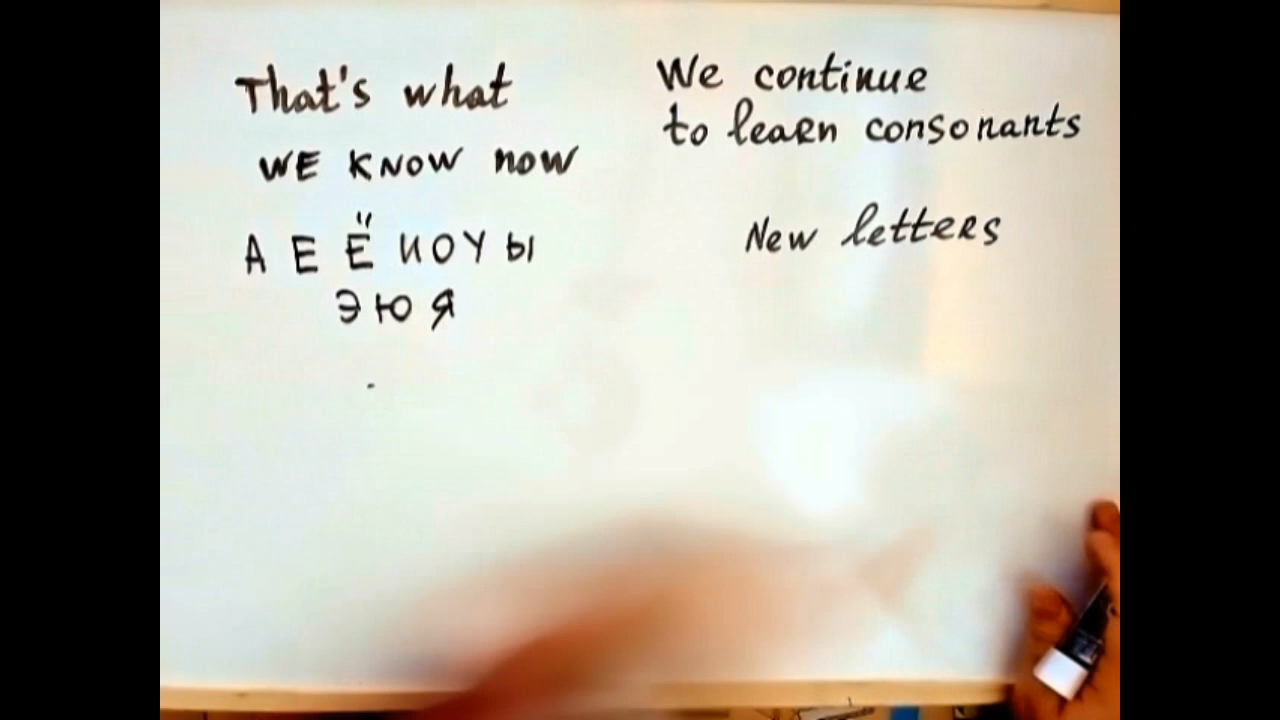 That's what
WE KNOW now
А Е Ё И О У Ы
Э Ю Я
We continue
to learn consonants
New letters